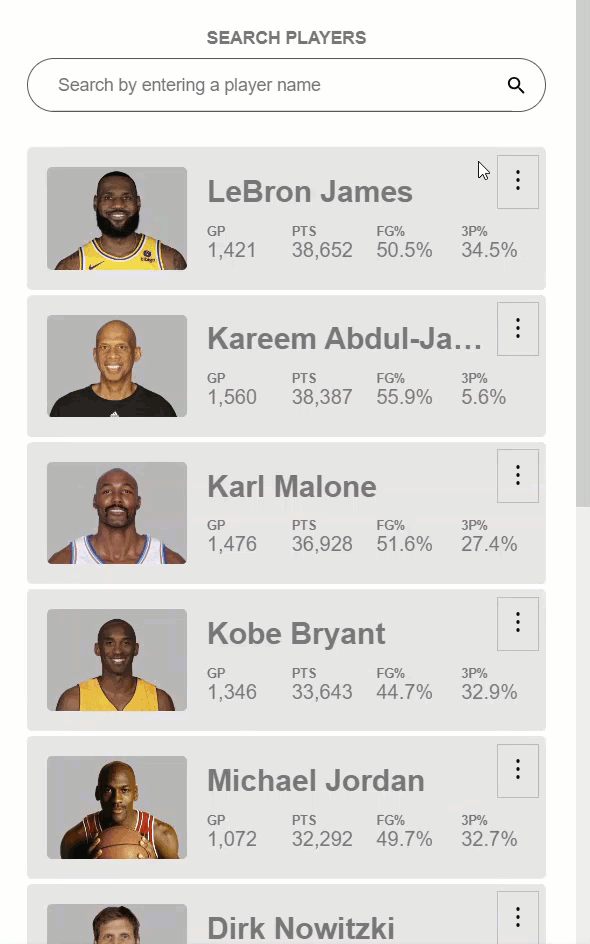 SEARCH PLAYERS
Search by entering a player name
LeBron James
GP PTS FG% 3P%
1,421 38,652 50.5% 34.5%
Kareem Abdul-Ja...
GP PTS FG% 3P%
1,560 38,387 55.9% 5.6%
Karl Malone
GP PTS FG% 3P%
1,476 36,928 51.6% 27.4%
Kobe Bryant
GP PTS FG% 3P%
1,346 33,643 44.7% 32.9%
Michael Jordan
GP PTS FG% 3P%
1,072 32,292 49.7% 32.7%
Dirk Nowitzki